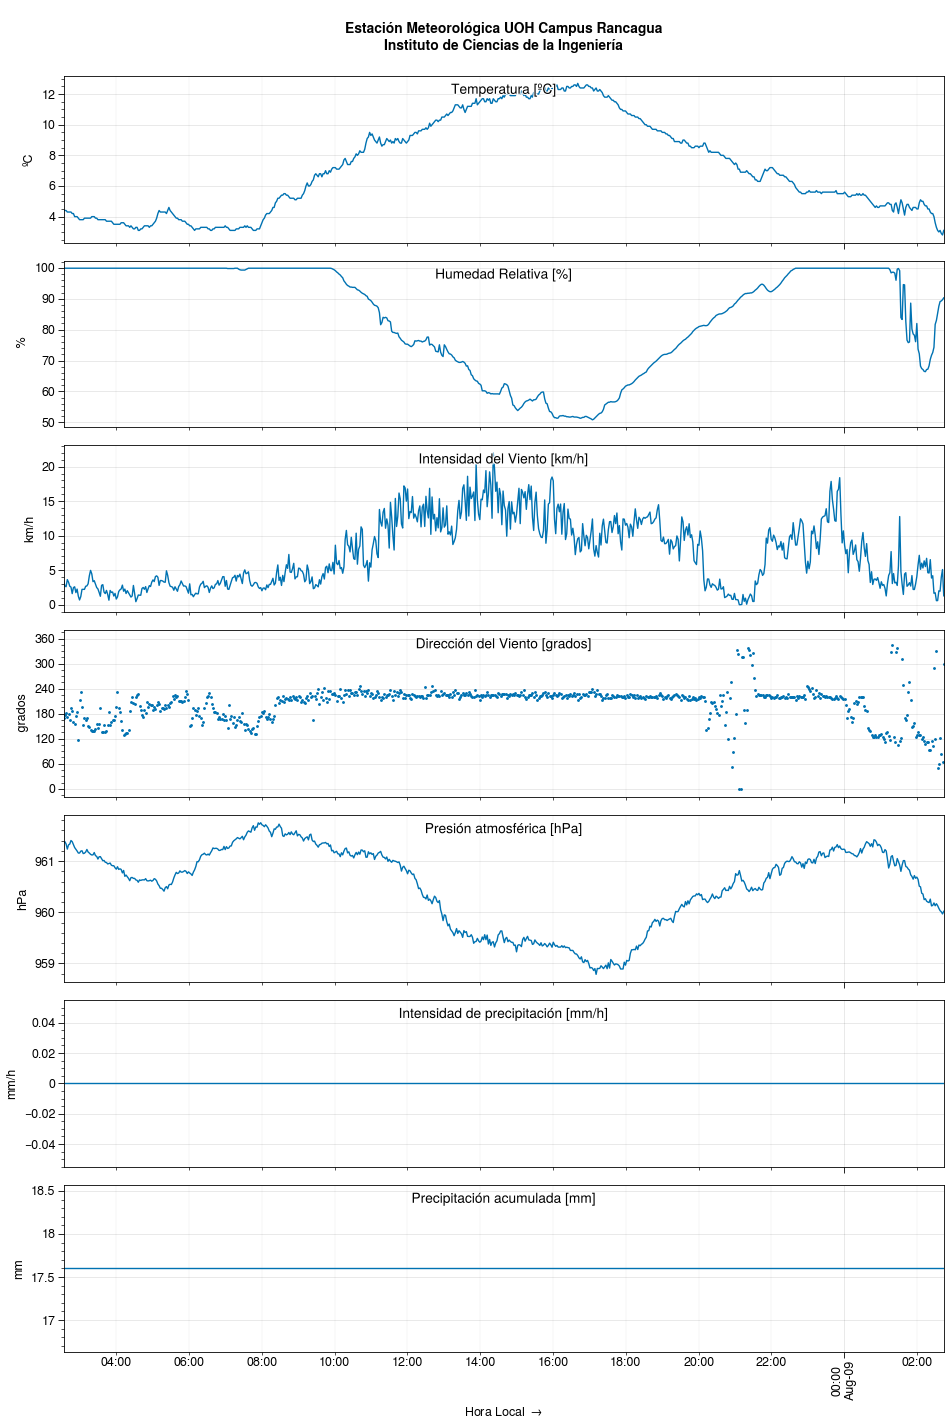 Estación Meteorológica UOH Campus Rancagua
Instituto de Ciencias de la Ingeniería
Temperatura [ºC]
ºC
12
10
8
6
4
Humedad Relativa [%]
%
100
90
80
70
60
50
Intensidad del Viento [km/h]
km/h
20
15
10
5
0
Dirección del Viento [grados]
grados
360
300
240
180
120
60
0
Presión atmosférica [hPa]
hPa
961
960
959
Intensidad de precipitación [mm/h]
mm/h
0.04
0.02
0
−0.02
−0.04
Precipitación acumulada [mm]
mm
18.5
18
17.5
17
04:00 06:00 08:00 10:00 12:00 14:00 16:00 18:00 20:00 22:00 00:00 02:00
Aug-09
Hora Local →